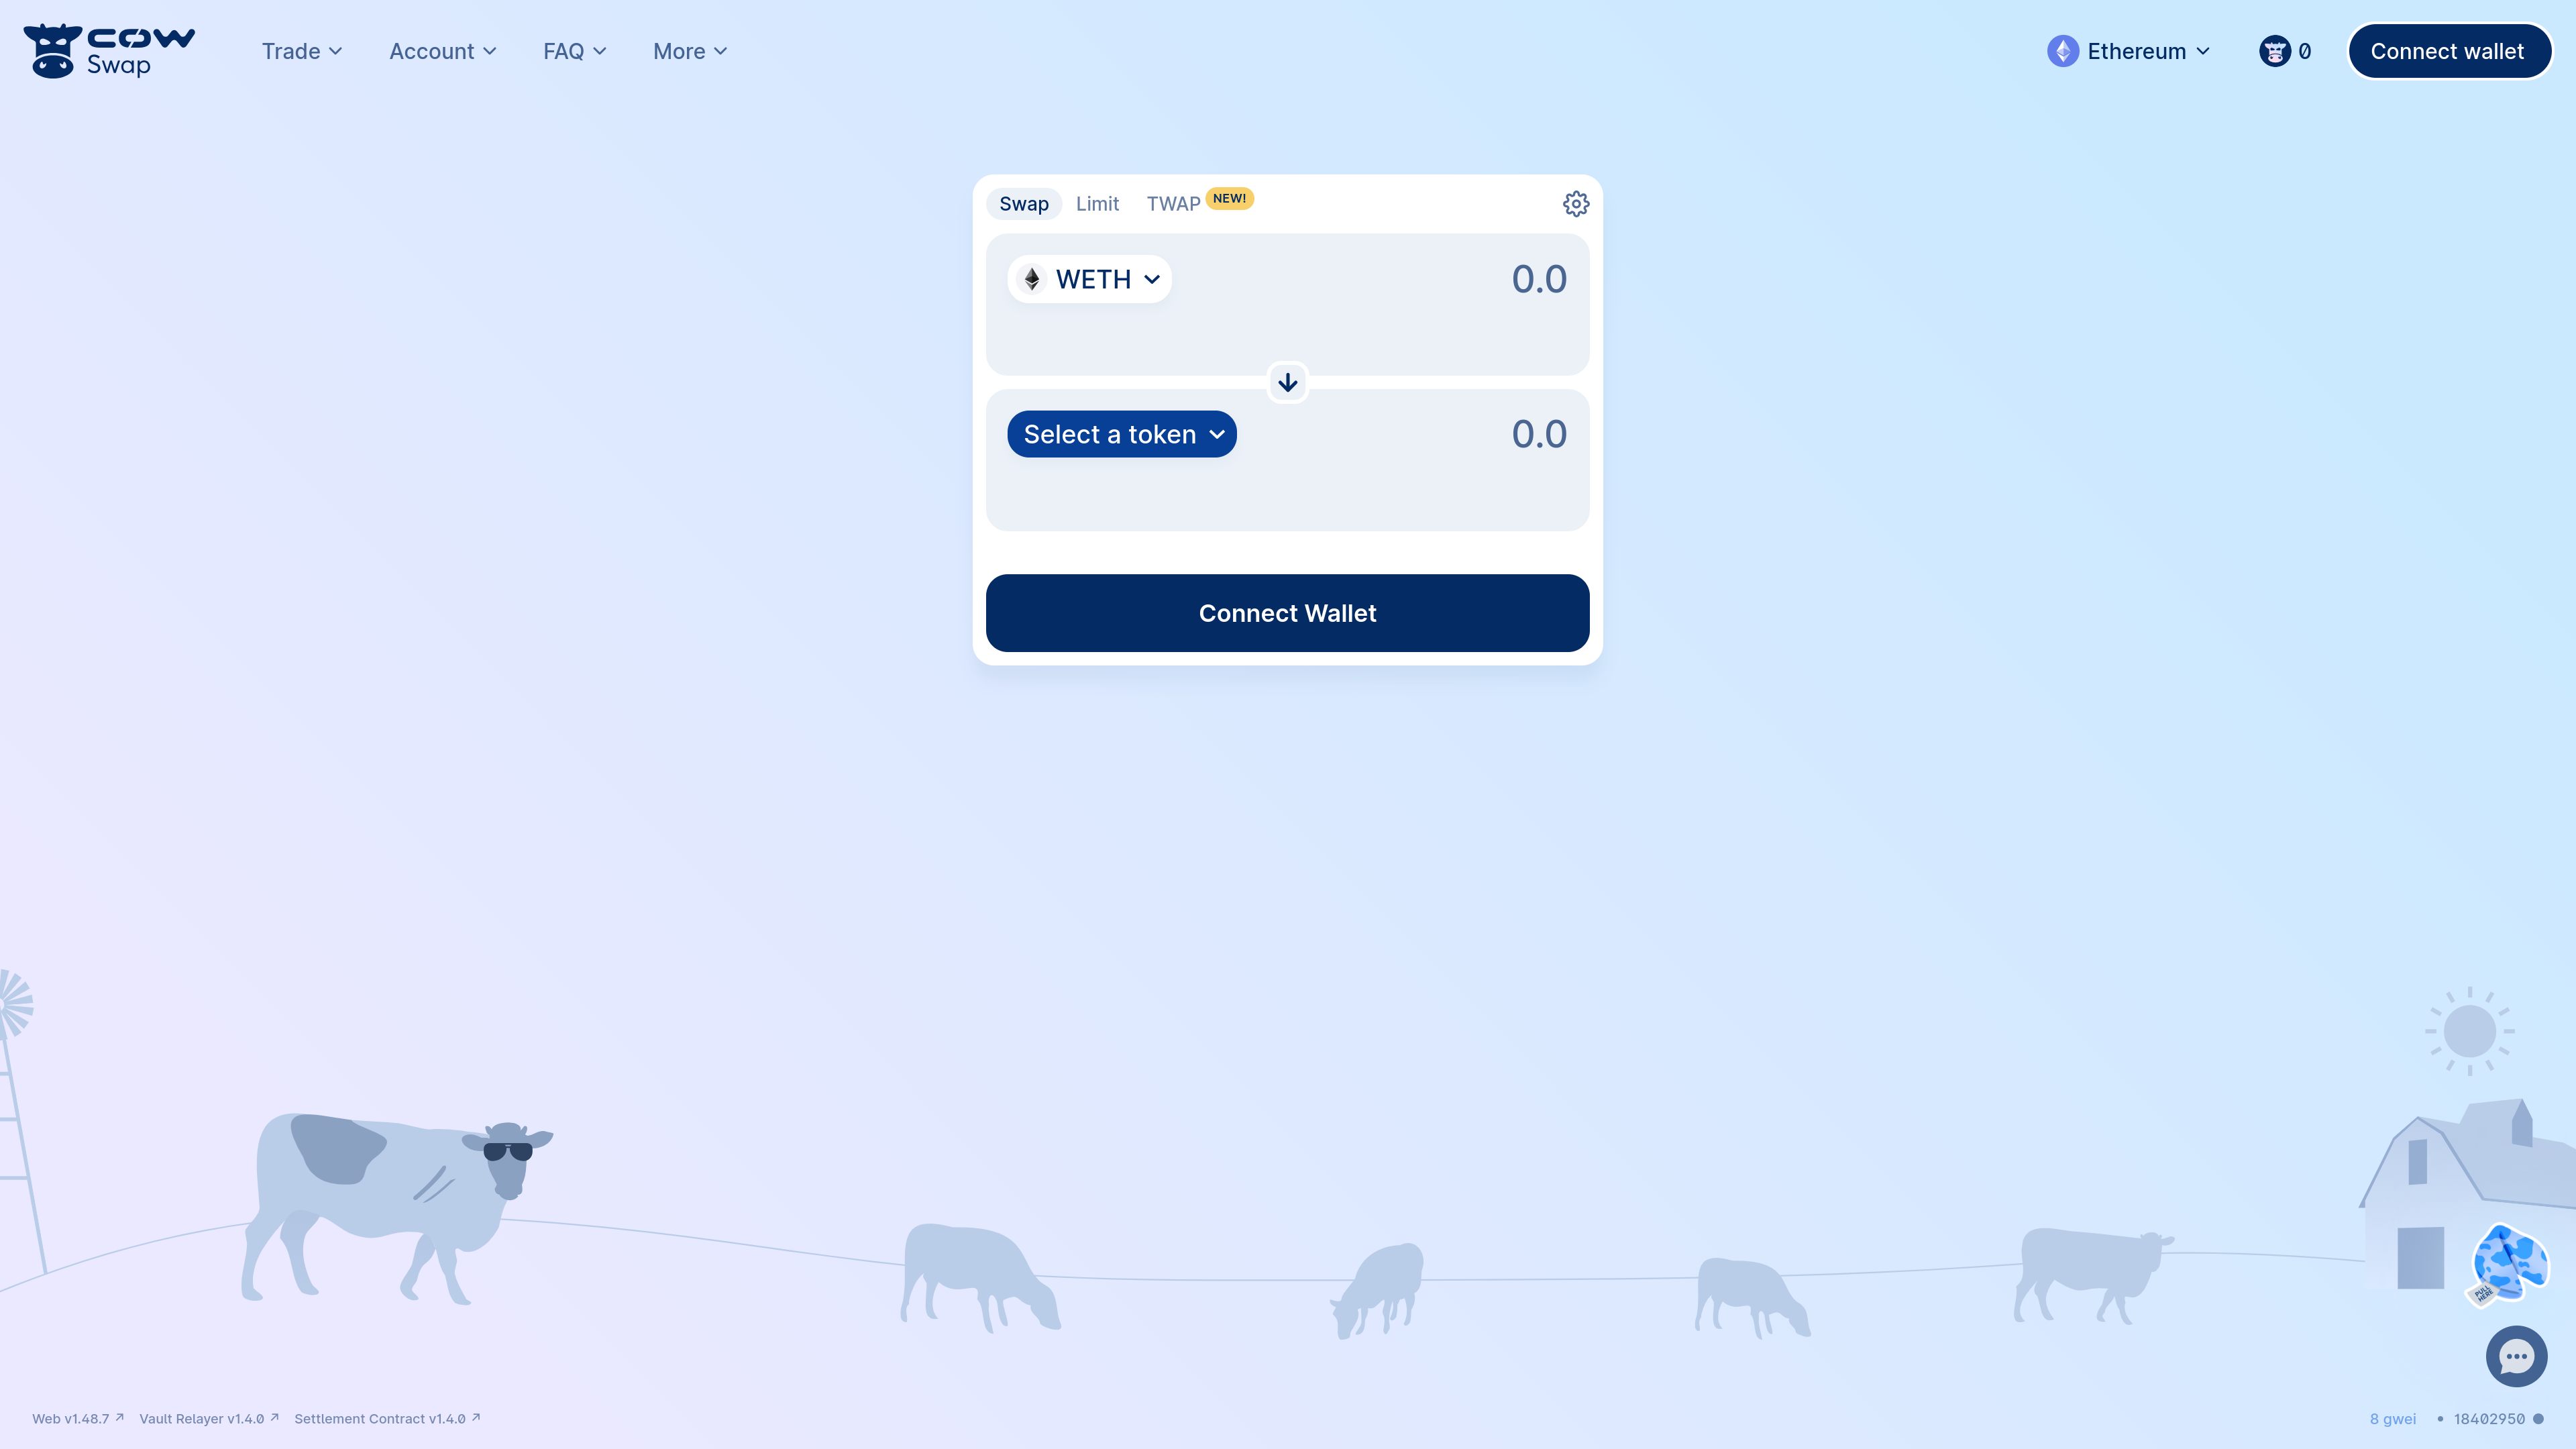 COW
Swap
Trade
Account
FAQ
More
Ethereum
0
Connect wallet
Swap
Limit
TWAP
NEW!
WETH
0.0
Select a token
0.0
Connect Wallet
PULL
HERE
Web v1.48.7 ↗
Vault Relayer v1.4.0 ↗
Settlement Contract v1.4.0 ↗
8 gwei • 18402950